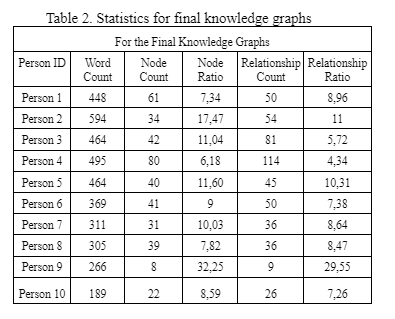 Table 2. Statistics for final knowledge graphs
For the Final Knowledge Graphs
Person ID Word Count Node Count Node Ratio Relationship Count Relationship Ratio
Person 1 448 61 7,34 50 8,96
Person 2 594 34 17,47 54 11
Person 3 464 42 11,04 81 5,72
Person 4 495 80 6,18 114 4,34
Person 5 464 40 11,60 45 10,31
Person 6 369 41 9 50 7,38
Person 7 311 31 10,03 36 8,64
Person 8 305 39 7,82 36 8,47
Person 9 266 8 32,25 9 29,55
Person 10 189 22 8,59 26 7,26